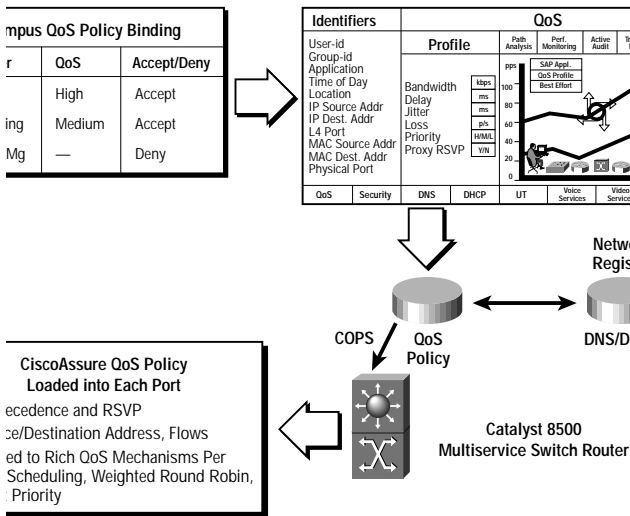 mpus QoS Policy Binding
r QoS Accept/Deny
High Accept
ing Medium Accept
Mg — Deny
Identifiers QoS
User-id
Group-id
Application
Time of Day
Location
IP Source Addr
IP Dest. Addr
L4 Port
MAC Source Addr
MAC Dest. Addr
Physical Port
Profile
Bandwidth kbps
Delay ms
Jitter ms
Loss p/s
Priority H/M/L
Proxy RSVP Y/N
Path Analysis
Perf. Monitoring
Active Audit
pps
SAP Appl.
QoS Profile
Best Effort
100
80
60
40
20
0
QoS Security DNS DHCP UT Voice Services Video Service
Netw
Regis
COPS
QoS
Policy
DNS/D
CiscoAssure QoS Policy
Loaded into Each Port
ecedence and RSVP
ce/Destination Address, Flows
ed to Rich QoS Mechanisms Per
Scheduling, Weighted Round Robin,
Priority
Catalyst 8500
Multiservice Switch Router